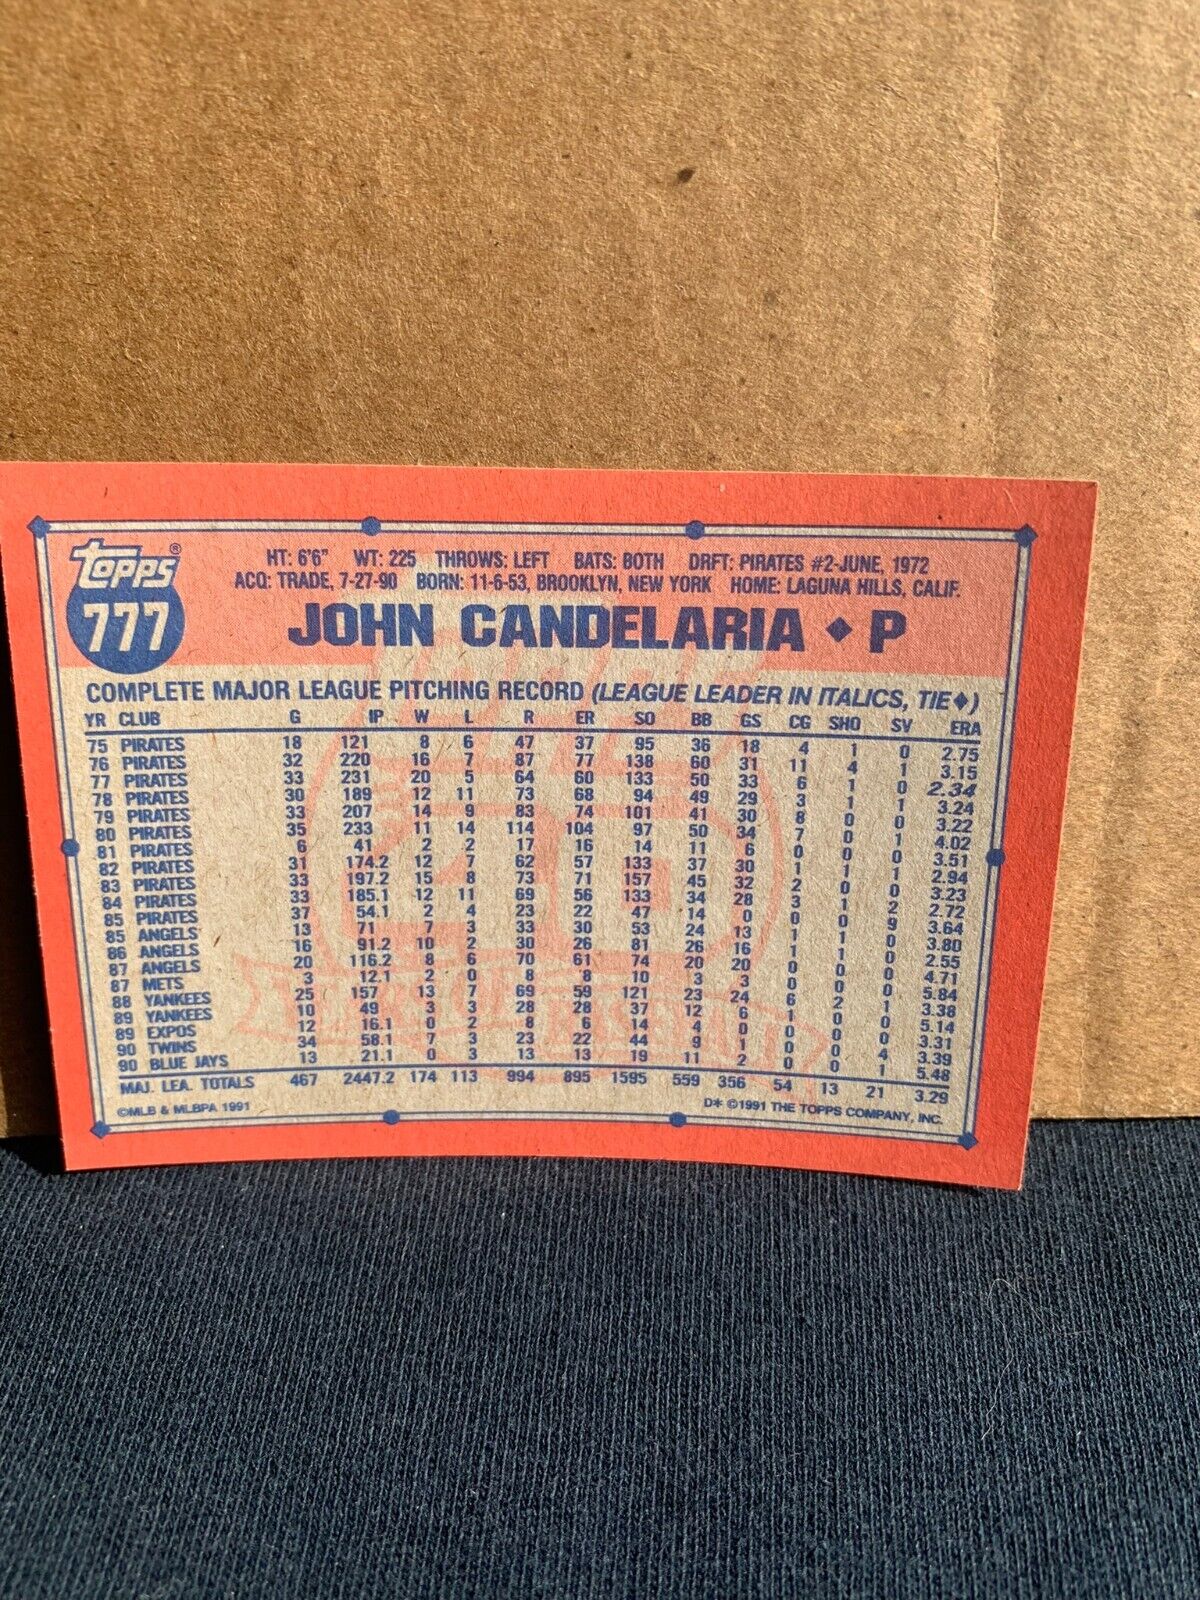 topps®
777
HT: 6'6" WT: 225 THROWS: LEFT BATS: BOTH DRFT: PIRATES #2-JUNE, 1972
ACQ: TRADE, 7-27-90 BORN: 11-6-53, BROOKLYN, NEW YORK HOME: LAGUNA HILLS, CALIF.
JOHN CANDELARIA ♦ P
COMPLETE MAJOR LEAGUE PITCHING RECORD (LEAGUE LEADER IN ITALICS, TIE♦)
YR CLUB G IP W L R ER SO BB GS CG SHO SV ERA
75 PIRATES 18 121 8 6 47 37 95 36 18 4 1 0 2.75
76 PIRATES 32 220 16 7 87 77 138 60 31 11 4 1 3.15
77 PIRATES 33 231 20 5 64 60 133 50 33 6 1 0 2.34
78 PIRATES 30 189 12 11 73 68 94 49 29 3 1 1 3.24
79 PIRATES 33 207 14 9 83 74 101 41 30 8 0 0 3.22
80 PIRATES 35 233 11 14 114 104 97 50 34 7 0 1 4.02
81 PIRATES 6 41 2 2 17 16 14 11 6 0 0 0 3.51
82 PIRATES 31 174.2 12 7 62 57 133 37 30 1 1 1 2.94
83 PIRATES 33 197.2 15 8 73 71 157 45 32 2 0 0 3.23
84 PIRATES 33 185.1 12 11 69 56 133 34 28 3 1 2 2.72
85 PIRATES 37 54.1 2 4 23 22 47 14 0 0 0 9 3.64
85 ANGELS 13 71 7 3 33 30 53 24 13 1 1 0 3.80
86 ANGELS 16 91.2 10 2 30 26 81 26 16 1 1 0 2.55
87 ANGELS 20 116.2 8 6 70 61 74 20 20 0 0 0 4.71
87 METS 3 12.1 2 0 8 8 10 3 3 0 0 0 5.84
88 YANKEES 25 157 13 7 69 59 121 23 24 6 2 1 3.38
89 YANKEES 10 49 3 3 28 28 37 12 6 1 0 0 5.14
89 EXPOS 12 16.1 0 2 8 6 14 4 0 0 0 0 3.31
90 TWINS 34 58.1 7 3 23 22 44 9 1 0 0 4 3.39
90 BLUE JAYS 13 21.1 0 3 13 13 19 11 2 0 0 1 5.48
MAJ. LEA. TOTALS 467 2447.2 174 113 994 895 1595 559 356 54 13 21 3.29
©MLB & MLBPA 1991 D* ©1991 THE TOPPS COMPANY, INC.